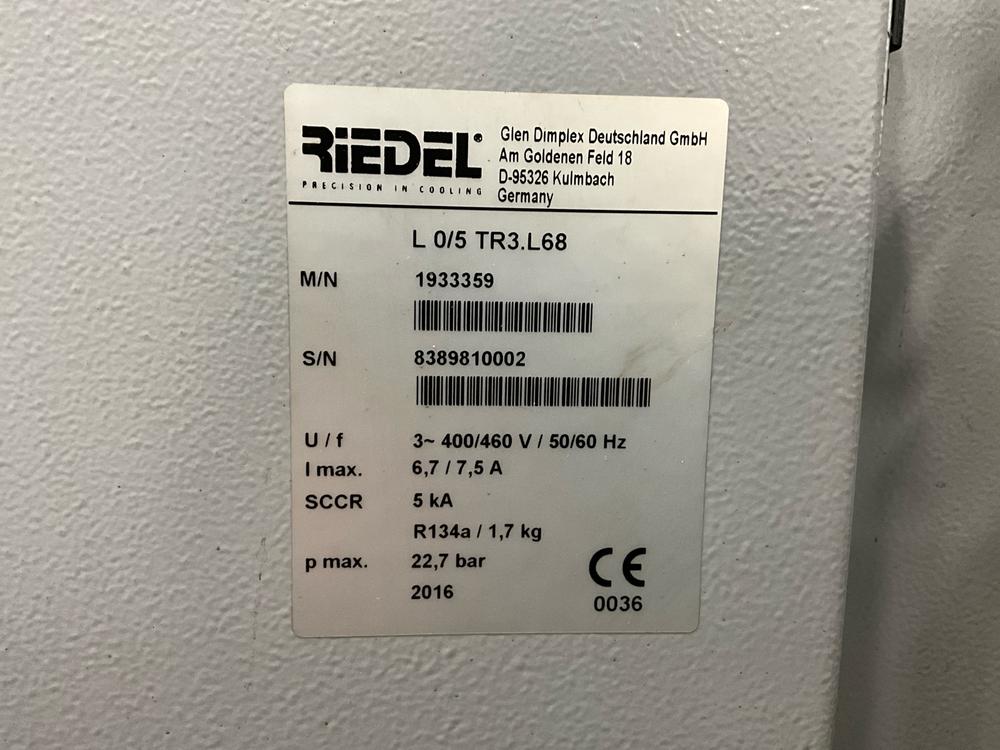 RiEDEL®
PRECISION IN COOLING
Glen Dimplex Deutschland GmbH
Am Goldenen Feld 18
D-95326 Kulmbach
Germany
L 0/5 TR3.L68
M/N 1933359
S/N 8389810002
U / f 3~ 400/460 V / 50/60 Hz
I max. 6,7 / 7,5 A
SCCR 5 kA
R134a / 1,7 kg
p max. 22,7 bar
2016
CE
0036